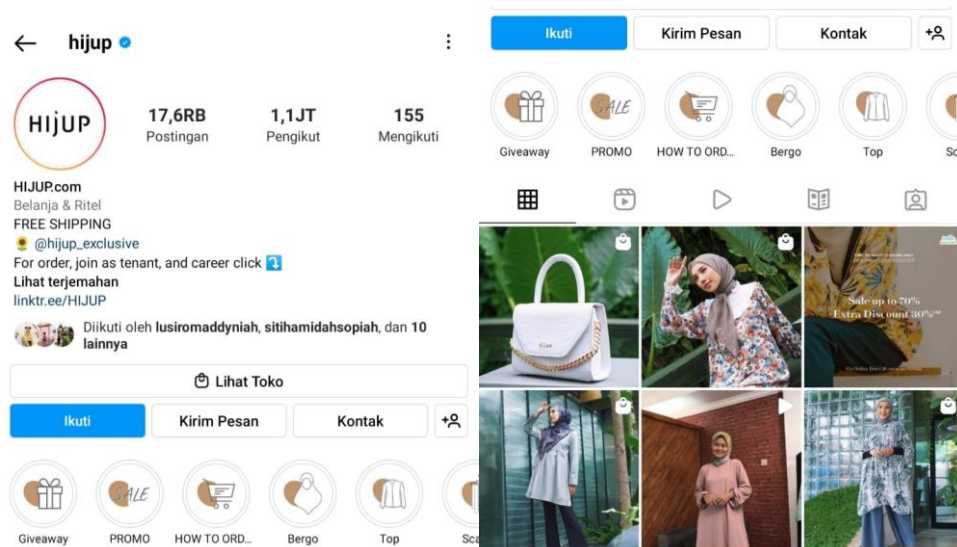 hijup
HIjUP
17,6RB
Postingan
1,1JT
Pengikut
155
Mengikuti
HIJUP.com
Belanja & Ritel
FREE SHIPPING
@hijup_exclusive
For order, join as tenant, and career click
Lihat terjemahan
linktr.ee/HIJUP
Diikuti oleh lusiromaddyniah, sitihamidahsopiah, dan 10
lainnya
Lihat Toko
Ikuti
Kirim Pesan
Kontak
SALE
Giveaway
PROMO
HOW TO ORD...
Bergo
Top
Sca
Ikuti
Kirim Pesan
Kontak
SALE
Giveaway
PROMO
HOW TO ORD...
Bergo
Top
Sc
Sale up to 70%
Extra Discount 30%